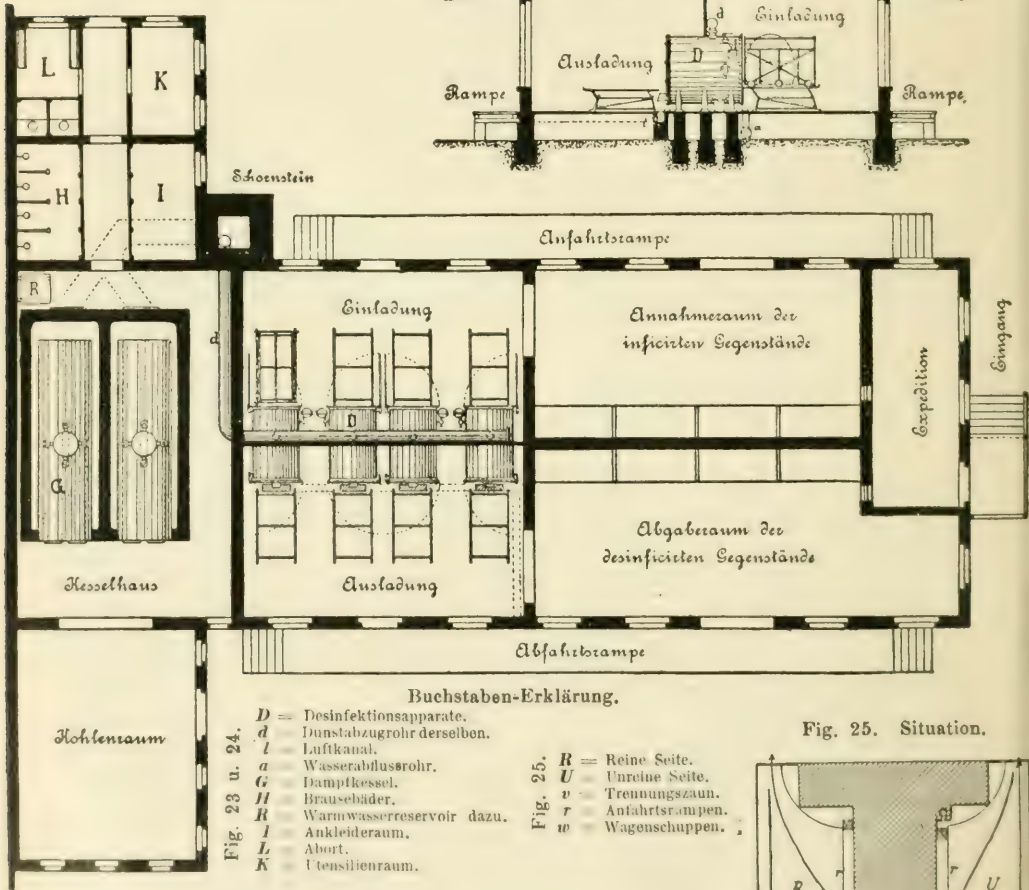 d
Einladung
Ausladung
D
Rampe
Rampe,
a
L
K
Schornstein
H
I
Anfahrtsrampe
R
Einladung
Annahmeraum der
inficirten Gegenstände
d
Eingang
Expedition
D
G
Abgaberaum der
desinficirten Gegenstände
Kesselhaus
Ausladung
Abfahrtsrampe
Kohlenraum
Buchstaben-Erklärung.
Fig. 23 u. 24.
D = Desinfektionsapparate.
d = Dunstabzugrohr derselben.
l = Luftkanal.
a = Wasserabflussrohr.
G = Dampfkessel.
H = Brausebäder.
R = Warmwasserreservoir dazu.
I = Ankleideraum.
L = Abort.
K = Utensilienraum.
Fig. 25.
R = Reine Seite.
U = Unreine Seite.
v = Trennungszaun.
r = Anfahrtsrampen.
w = Wagenschuppen.
Fig. 25. Situation.
R
r
r
U